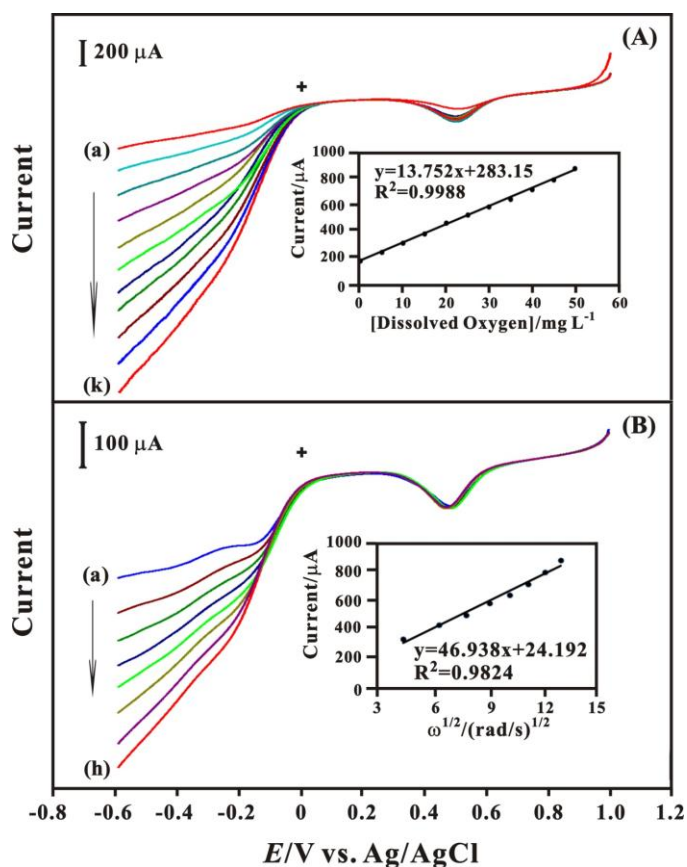 200 µA
(A)
+
(a)
Current
(k)
y=13.752x+283.15
R²=0.9988
Current/µA
1000
800
600
400
200
0
0 10 20 30 40 50 60
[Dissolved Oxygen]/mg L⁻¹
100 µA
(B)
+
(a)
Current
(h)
y=46.938x+24.192
R²=0.9824
Current/µA
1000
800
600
400
200
0
3 6 9 12 15
ω^1/2/(rad/s)^1/2
-0.8 -0.6 -0.4 -0.2 0 0.2 0.4 0.6 0.8 1.0 1.2
E/V vs. Ag/AgCl